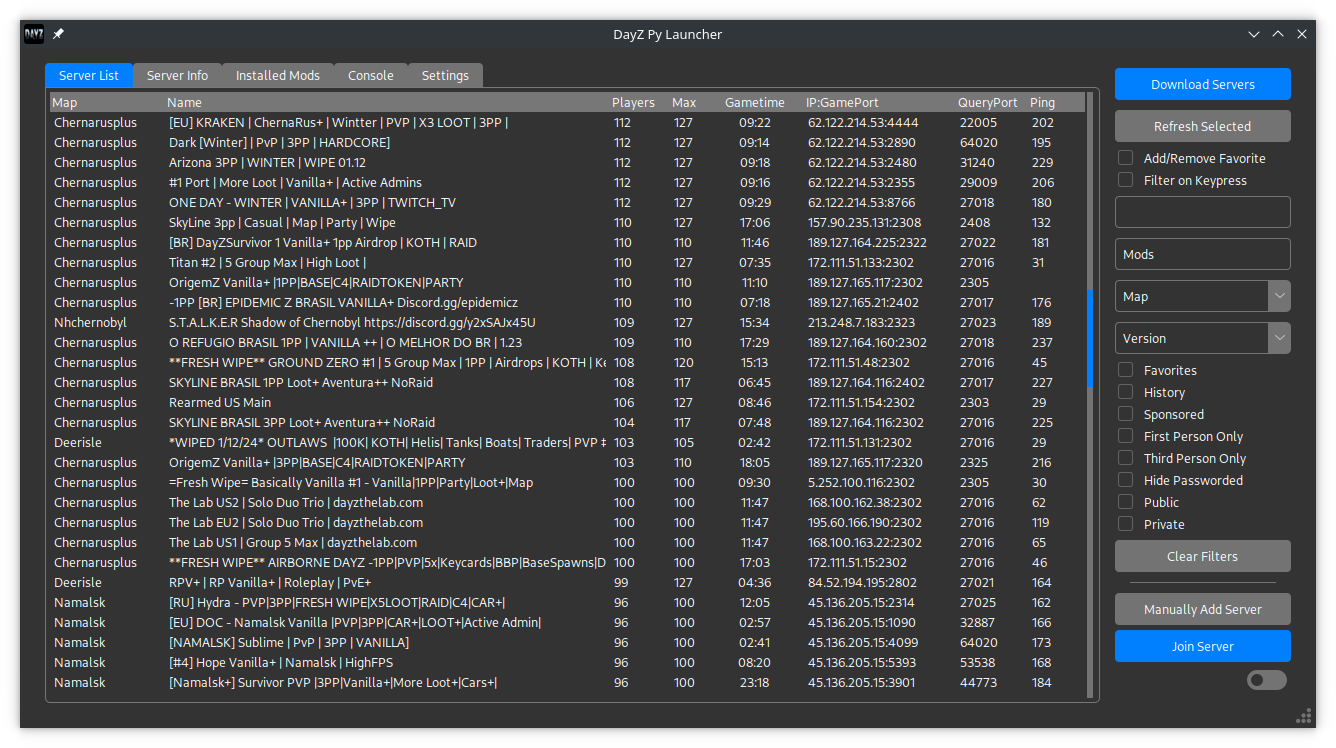 DAYZ
DayZ Py Launcher
Server List Server Info Installed Mods Console Settings
Map Name Players Max Gametime IP:GamePort QueryPort Ping
Chernarusplus [EU] KRAKEN | ChernaRus+ | Wintter | PVP | X3 LOOT | 3PP | 112 127 09:22 62.122.214.53:4444 22005 202
Chernarusplus Dark [Winter] | PvP | 3PP | HARDCORE] 112 127 09:14 62.122.214.53:2890 64020 195
Chernarusplus Arizona 3PP | WINTER | WIPE 01.12 112 127 09:18 62.122.214.53:2480 31240 229
Chernarusplus #1 Port | More Loot | Vanilla+ | Active Admins 112 127 09:16 62.122.214.53:2355 29009 206
Chernarusplus ONE DAY - WINTER | VANILLA+ | 3PP | TWITCH_TV 112 127 09:29 62.122.214.53:8766 27018 180
Chernarusplus SkyLine 3pp | Casual | Map | Party | Wipe 110 127 17:06 157.90.235.131:2308 2408 132
Chernarusplus [BR] DayZSurvivor 1 Vanilla+ 1pp Airdrop | KOTH | RAID 110 110 11:46 189.127.164.225:2322 27022 181
Chernarusplus Titan #2 | 5 Group Max | High Loot | 110 127 07:35 172.111.51.133:2302 27016 31
Chernarusplus OrigemZ Vanilla+ |1PP|BASE|C4|RAIDTOKEN|PARTY 110 110 11:10 189.127.165.117:2302 2305
Chernarusplus -1PP [BR] EPIDEMIC Z BRASIL VANILLA+ Discord.gg/epidemicz 110 110 07:18 189.127.165.21:2402 27017 176
Nhchernobyl S.T.A.L.K.E.R Shadow of Chernobyl https://discord.gg/y2xSAJx45U 109 127 15:34 213.248.7.183:2323 27023 189
Chernarusplus O REFUGIO BRASIL 1PP | VANILLA ++ | O MELHOR DO BR | 1.23 109 110 17:29 189.127.164.160:2302 27018 237
Chernarusplus **FRESH WIPE** GROUND ZERO #1 | 5 Group Max | 1PP | Airdrops | KOTH | Ke 108 120 15:13 172.111.51.48:2302 27016 45
Chernarusplus SKYLINE BRASIL 1PP Loot+ Aventura++ NoRaid 108 117 06:45 189.127.164.116:2402 27017 227
Chernarusplus Rearmed US Main 106 127 08:46 172.111.51.154:2302 2303 29
Chernarusplus SKYLINE BRASIL 3PP Loot+ Aventura++ NoRaid 104 117 07:48 189.127.164.116:2302 27016 225
Deerisle *WIPED 1/12/24* OUTLAWS |100K| KOTH| Helis| Tanks| Boats| Traders| PVP # 103 105 02:42 172.111.51.131:2302 27016 29
Chernarusplus OrigemZ Vanilla+ |3PP|BASE|C4|RAIDTOKEN|PARTY 103 110 18:05 189.127.165.117:2320 2325 216
Chernarusplus =Fresh Wipe= Basically Vanilla #1 - Vanilla|1PP|Party|Loot+|Map 100 100 09:30 5.252.100.116:2302 2305 30
Chernarusplus The Lab US2 | Solo Duo Trio | dayzthelab.com 100 100 11:47 168.100.162.38:2302 27016 62
Chernarusplus The Lab EU2 | Solo Duo Trio | dayzthelab.com 100 100 11:47 195.60.166.190:2302 27016 119
Chernarusplus The Lab US1 | Group 5 Max | dayzthelab.com 100 100 11:47 168.100.163.22:2302 27016 65
Chernarusplus **FRESH WIPE** AIRBORNE DAYZ -1PP|PVP|5x|Keycards|BBP|BaseSpawns|D 100 100 17:03 172.111.51.15:2302 27016 46
Deerisle RPV+ | RP Vanilla+ | Roleplay | PvE+ 99 127 04:36 84.52.194.195:2802 27021 164
Namalsk [RU] Hydra - PVP|3PP|FRESH WIPE|X5LOOT|RAID|C4|CAR+| 96 100 12:05 45.136.205.15:2314 27025 162
Namalsk [EU] DOC - Namalsk Vanilla |PVP|3PP|CAR+|LOOT+|Active Admin| 96 100 02:57 45.136.205.15:1090 32887 166
Namalsk [NAMALSK] Sublime | PvP | 3PP | VANILLA] 96 100 02:41 45.136.205.15:4099 64020 173
Namalsk [#4] Hope Vanilla+ | Namalsk | HighFPS 96 100 08:20 45.136.205.15:5393 53538 168
Namalsk [Namalsk+] Survivor PVP |3PP|Vanilla+|More Loot+|Cars+| 96 100 23:18 45.136.205.15:3901 44773 184
Download Servers
Refresh Selected
Add/Remove Favorite
Filter on Keypress
Mods
Map
Version
Favorites
History
Sponsored
First Person Only
Third Person Only
Hide Passworded
Public
Private
Clear Filters
Manually Add Server
Join Server